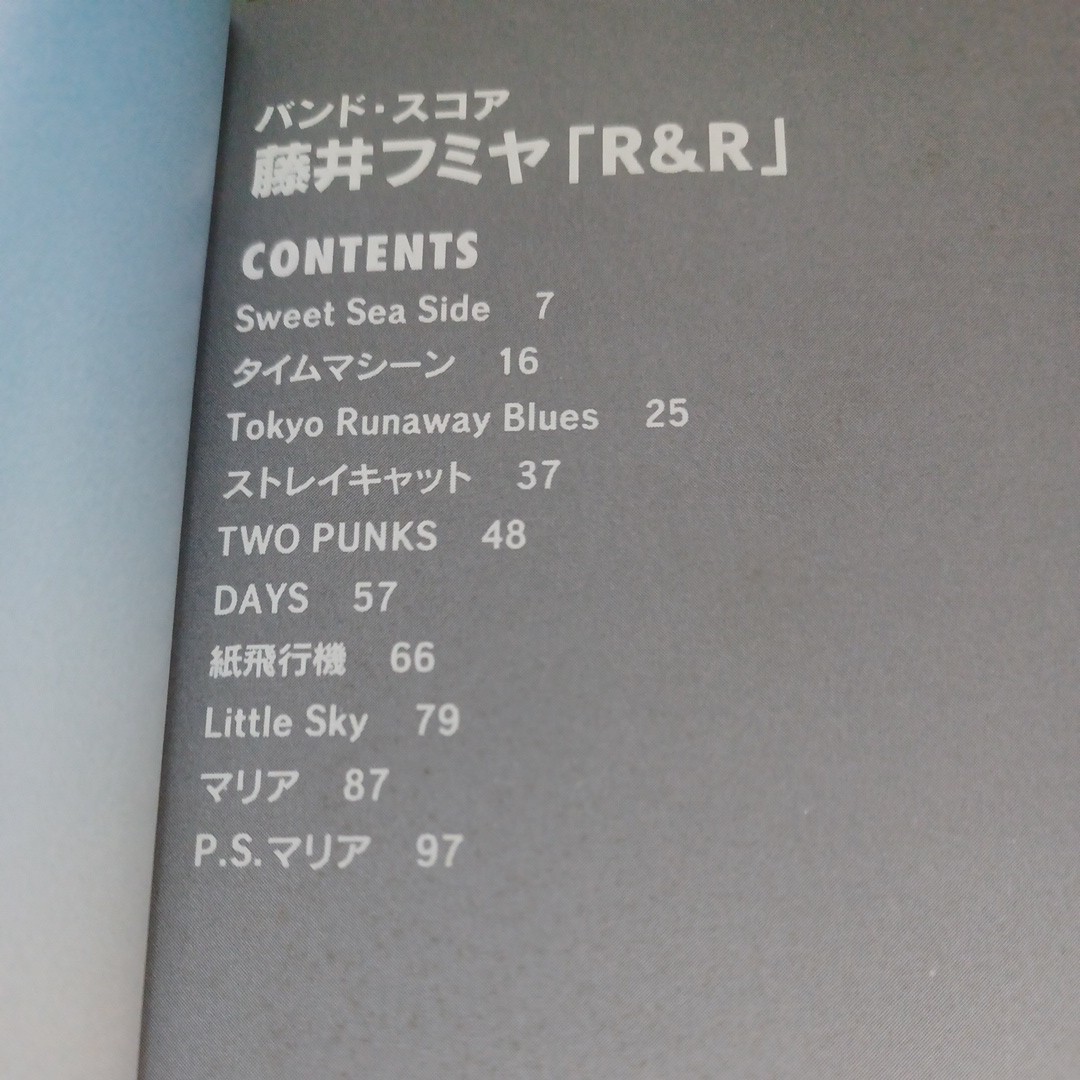 バンド・スコア
藤井フミヤ「R&R」
CONTENTS
Sweet Sea Side 7
タイムマシーン 16
Tokyo Runaway Blues 25
ストレイキャット 37
TWO PUNKS 48
DAYS 57
紙飛行機 66
Little Sky 79
マリア 87
P.S.マリア 97